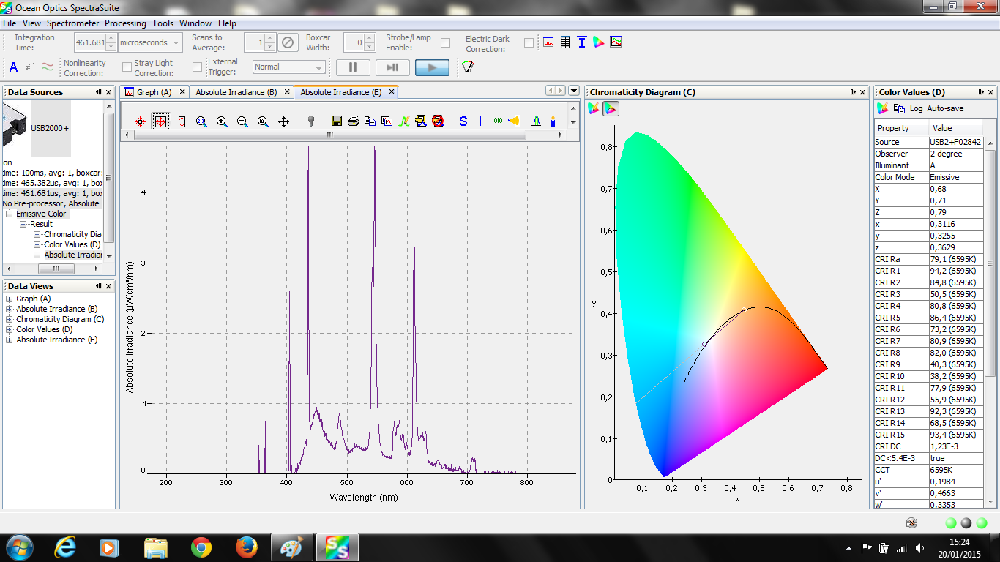 Ocean Optics SpectraSuite
File View Spectrometer Processing Tools Window Help
Integration Time: 461.681 microseconds Scans to Average: 1 Boxcar Width: 0 Strobe/Lamp Enable: Electric Dark Correction:
A ≠1 Nonlinearity Correction: Stray Light Correction: External Trigger: Normal
Data Sources
USB2000+
on
time: 100ms, avg: 1, boxcar:
time: 465.382us, avg: 1, box
time: 461.681us, avg: 1, box
No Pre-processor, Absolute I
Emissive Color
Result
Chromaticity Dia
Color Values (D)
Absolute Irradian
Data Views
Graph (A)
Absolute Irradiance (B)
Chromaticity Diagram (C)
Color Values (D)
Absolute Irradiance (E)
Graph (A) Absolute Irradiance (B) Absolute Irradiance (E)
S I 1010
Absolute Irradiance (µW/cm²/nm)
4
3
2
1
0
200 300 400 500 600 700 800
Wavelength (nm)
Chromaticity Diagram (C)
y
0,8
0,7
0,6
0,5
0,4
0,3
0,2
0,1
0
0,1 0,2 0,3 0,4 0,5 0,6 0,7 0,8
x
Color Values (D)
Log Auto-save
Property Value
Source USB2+F02842
Observer 2-degree
Illuminant A
Color Mode Emissive
X 0,68
Y 0,71
Z 0,79
x 0,3116
y 0,3255
z 0,3629
CRI Ra 79,1 (6595K)
CRI R1 94,2 (6595K)
CRI R2 84,8 (6595K)
CRI R3 50,5 (6595K)
CRI R4 80,8 (6595K)
CRI R5 86,4 (6595K)
CRI R6 73,2 (6595K)
CRI R7 80,9 (6595K)
CRI R8 82,0 (6595K)
CRI R9 40,3 (6595K)
CRI R10 38,2 (6595K)
CRI R11 77,9 (6595K)
CRI R12 55,9 (6595K)
CRI R13 92,3 (6595K)
CRI R14 68,5 (6595K)
CRI R15 93,4 (6595K)
CRI DC 1,23E-3
DC<5.4E-3 true
CCT 6595K
u' 0,1984
v' 0,4663
w' 0,3353
15:24
20/01/2015